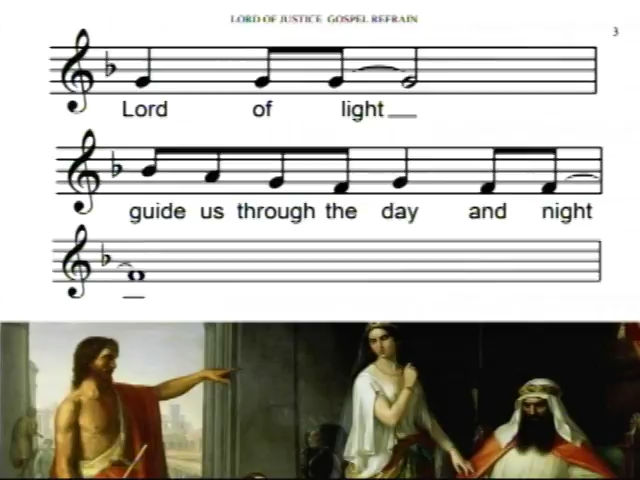 LORD OF JUSTICE GOSPEL REFRAIN
3
Lord of light
guide us through the day and night